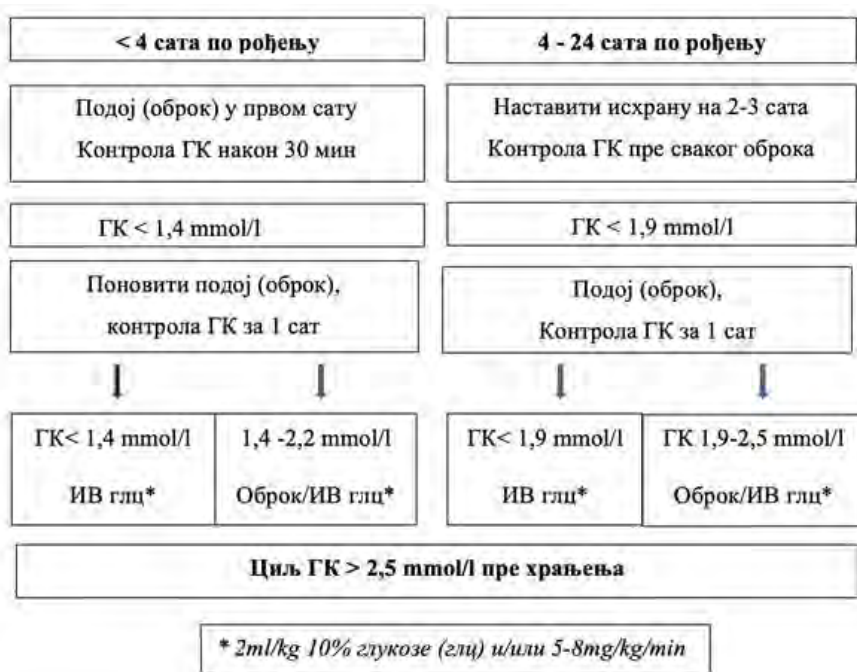 < 4 сата по рођењу
4 - 24 сата по рођењу
Подој (оброк) у првом сату
Контрола ГК након 30 мин
Наставити исхрану на 2-3 сата
Контрола ГК пре сваког оброка
ГК < 1,4 mmol/l
ГК < 1,9 mmol/l
Поновити подој (оброк),
контрола ГК за 1 сат
Подој (оброк),
Контрола ГК за 1 сат
ГК< 1,4 mmol/l
ИВ глц*
1,4 -2,2 mmol/l
Оброк/ИВ глц*
ГК< 1,9 mmol/l
ИВ глц*
ГК 1,9-2,5 mmol/l
Оброк/ИВ глц*
Циљ ГК > 2,5 mmol/l пре храњења
* 2ml/kg 10% глукозе (глц) и/или 5-8mg/kg/min